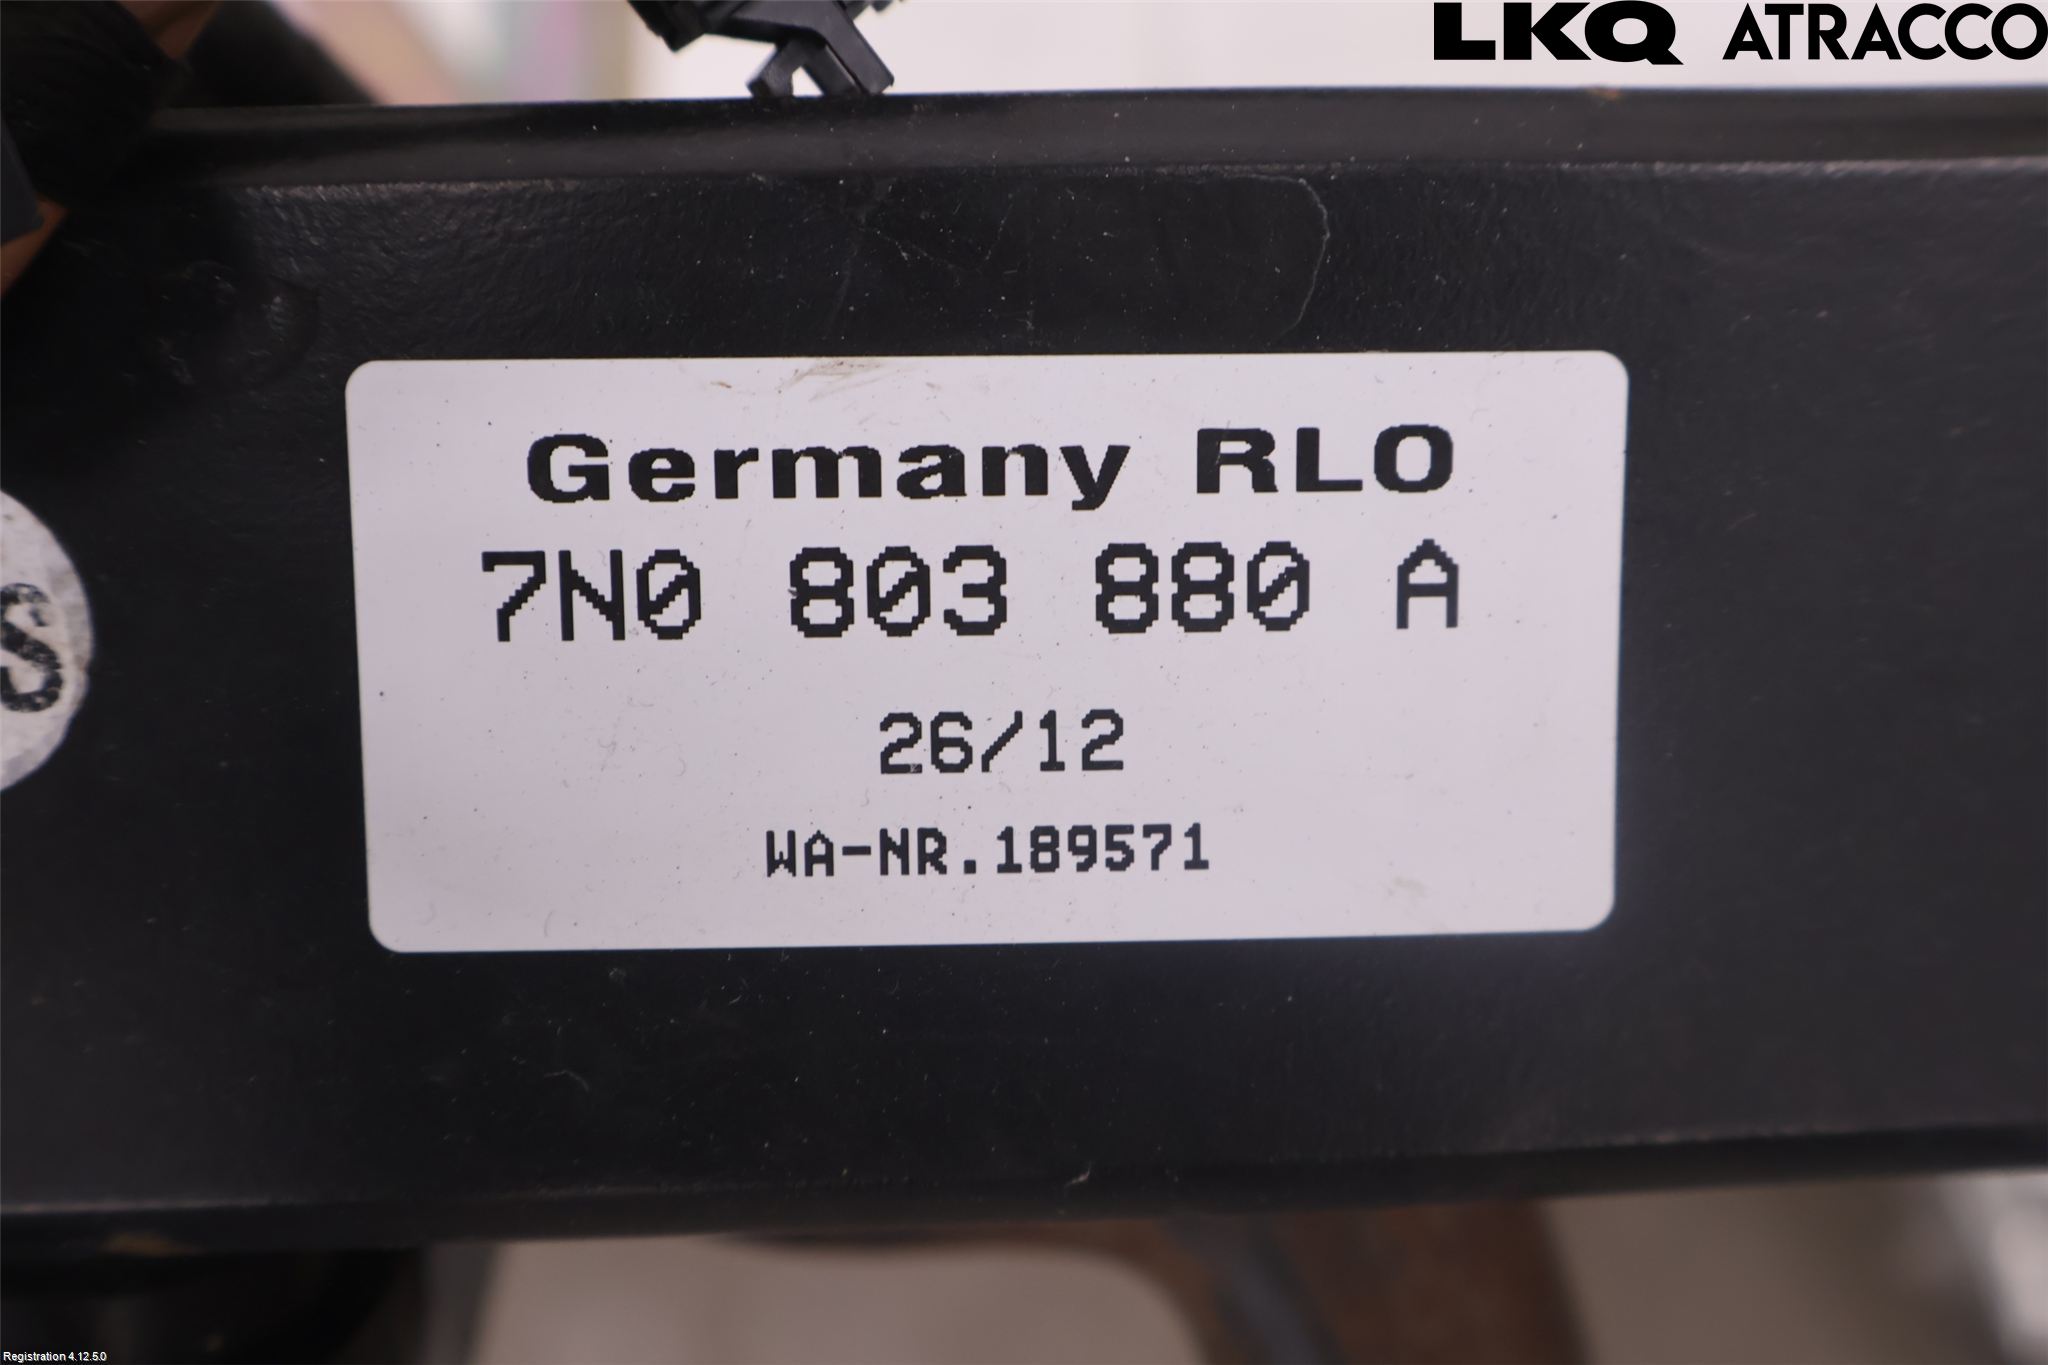 LKQ ATRACCO
Germany RLO
7N0 803 880 A
26/12
WA-NR.189571
S
Registration 4.12.5.0